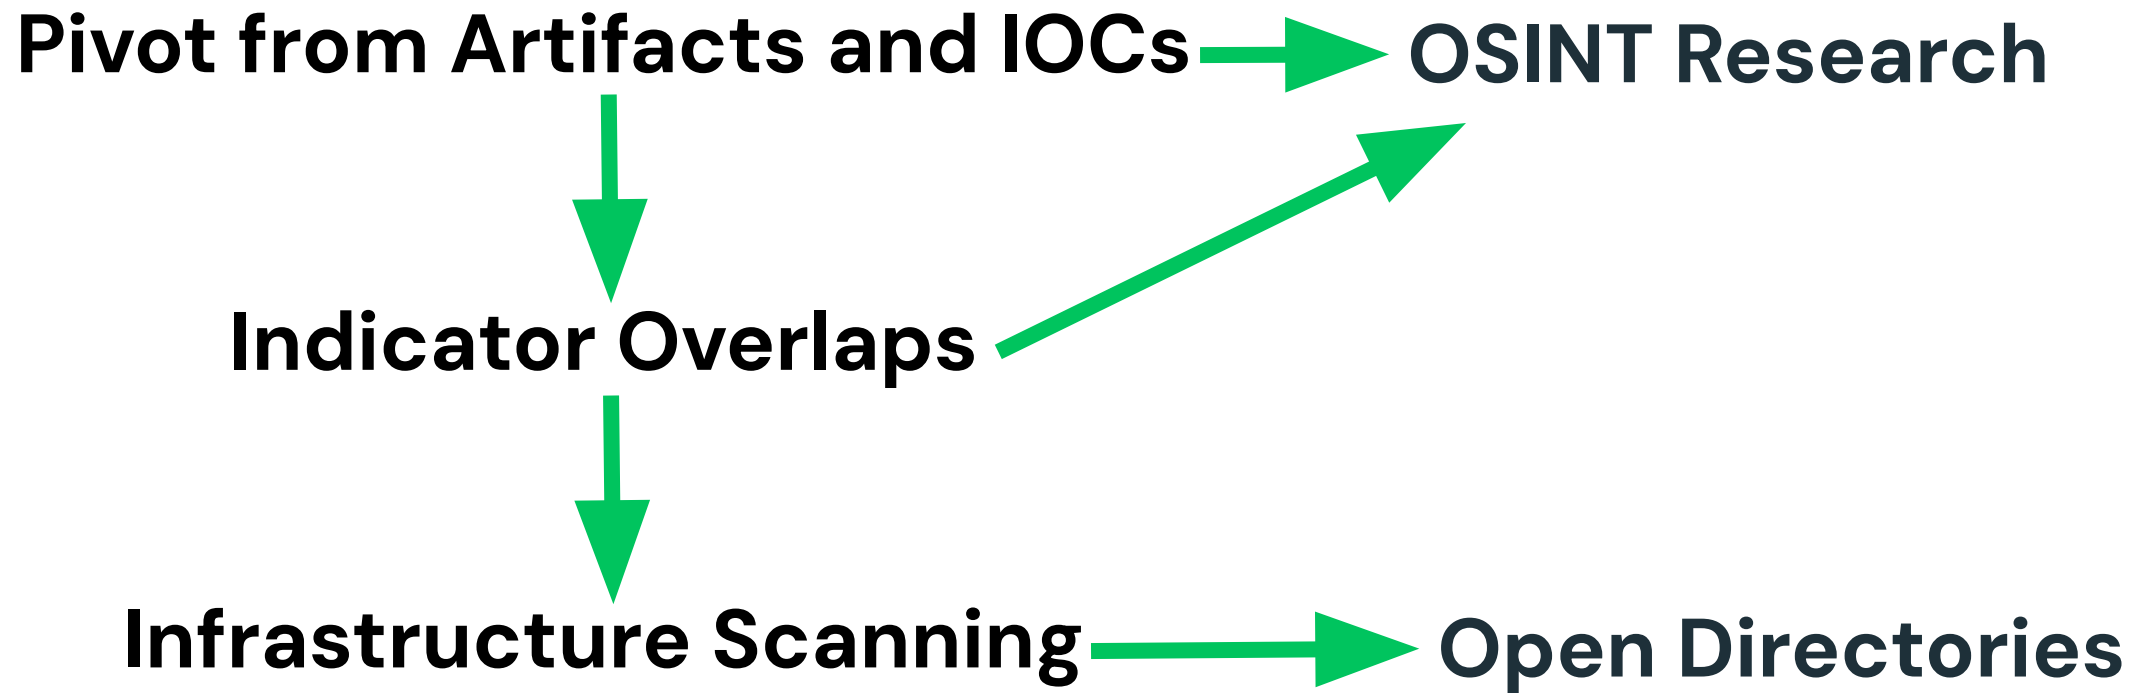 Pivot from Artifacts and IOCs
OSINT Research
Indicator Overlaps
Infrastructure Scanning
Open Directories